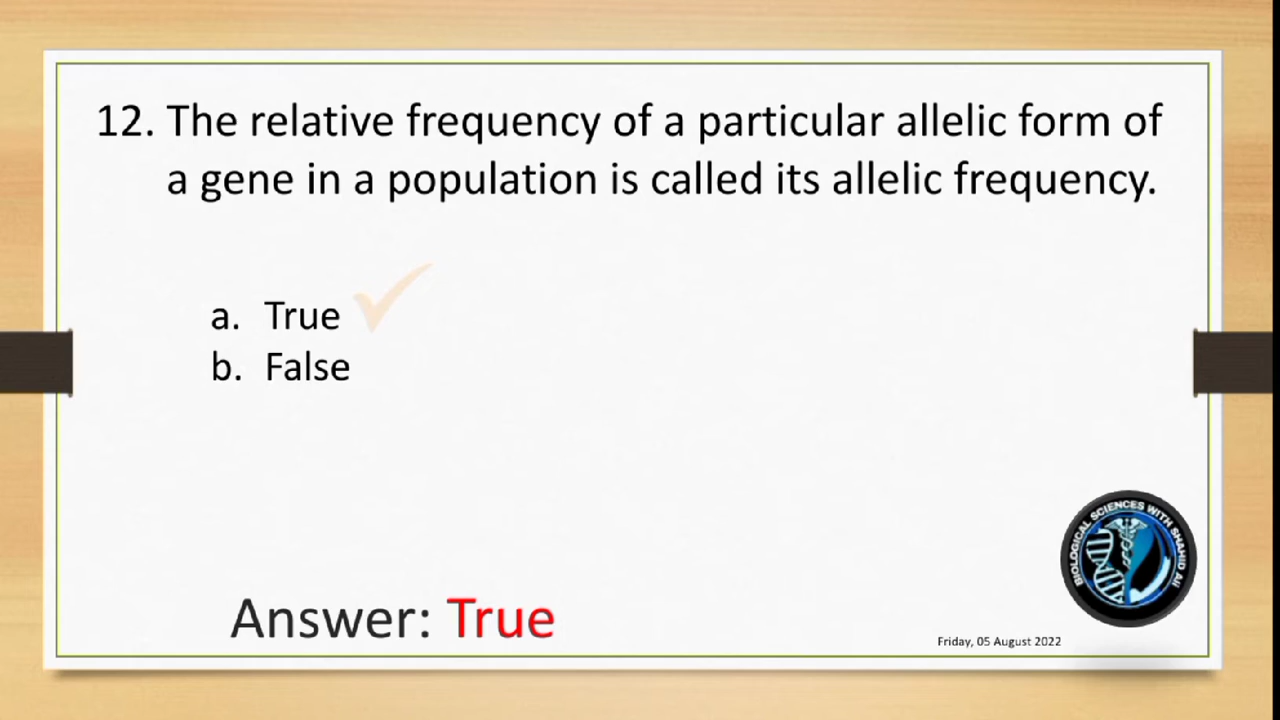 12. The relative frequency of a particular allelic form of
a gene in a population is called its allelic frequency.
a. True
b. False
Answer: True
Friday, 05 August 2022
BIOLOGICAL SCIENCES WITH SHAHID ALI